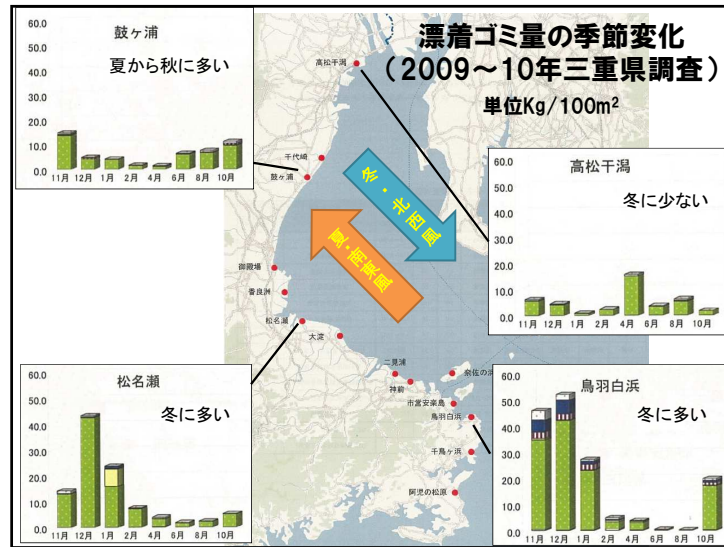 漂着ゴミ量の季節変化
（2009～10年三重県調査）
単位Kg/100m²
鼓ヶ浦
夏から秋に多い
60.0
50.0
40.0
30.0
20.0
10.0
0.0
11月 12月 1月 2月 4月 6月 8月 10月
高松干潟
千代崎
鼓ヶ浦
冬・北西風
夏・南東風
高松干潟
冬に少ない
60.0
50.0
40.0
30.0
20.0
10.0
0.0
11月 12月 1月 2月 4月 6月 8月 10月
御殿場
香良洲
松名瀬
大淀
二見浦
神前
奈佐の浜
市営安楽島
鳥羽白浜
千鳥ヶ浜
阿児の松原
松名瀬
冬に多い
60.0
50.0
40.0
30.0
20.0
10.0
0.0
11月 12月 1月 2月 4月 6月 8月 10月
鳥羽白浜
冬に多い
60.0
50.0
40.0
30.0
20.0
10.0
0.0
11月 12月 1月 2月 4月 6月 8月 10月